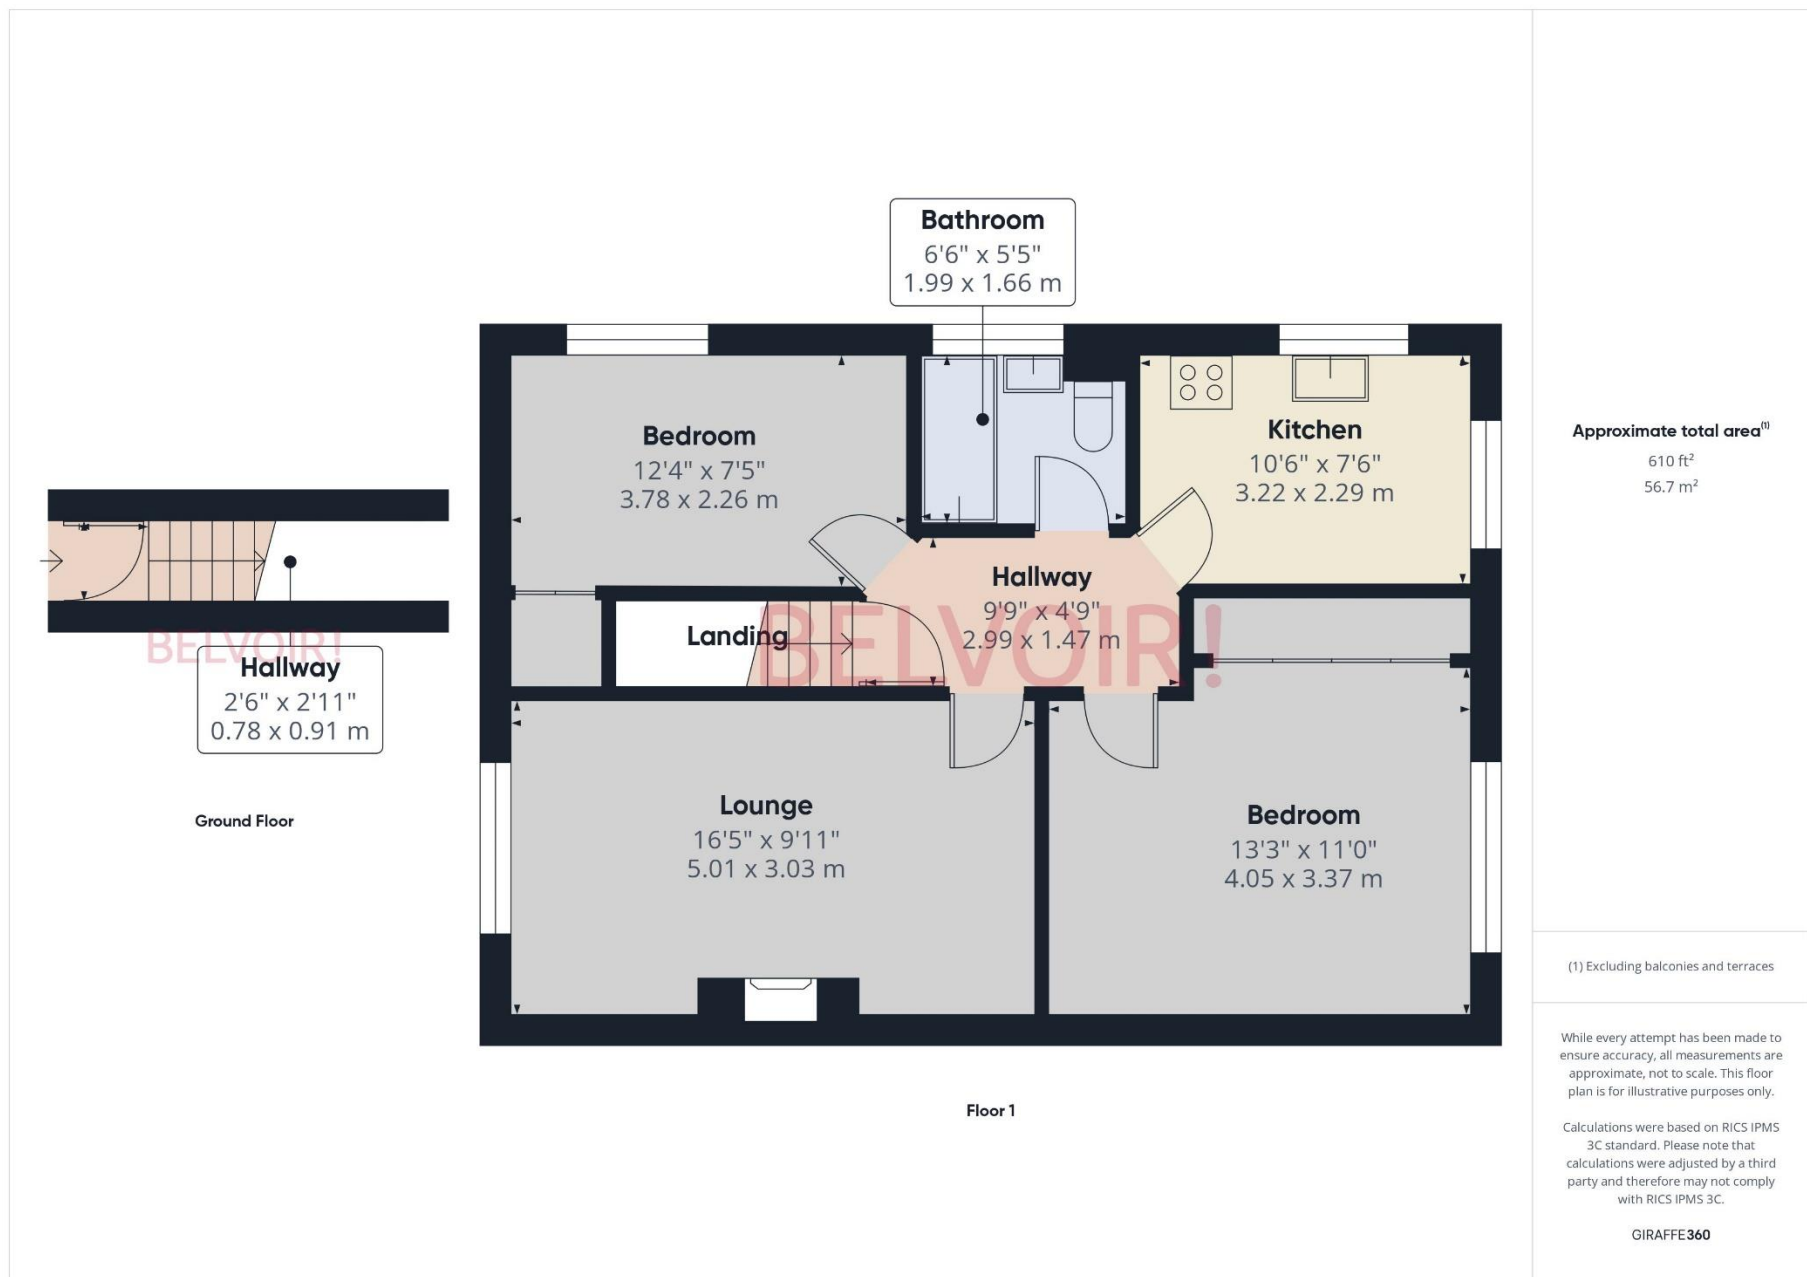 Bathroom
6'6" x 5'5"
1.99 x 1.66 m
Bedroom
12'4" x 7'5"
3.78 x 2.26 m
Kitchen
10'6" x 7'6"
3.22 x 2.29 m
Hallway
9'9" x 4'9"
2.99 x 1.47 m
Landing
BELVOIR!
BELVOIR!
Hallway
2'6" x 2'11"
0.78 x 0.91 m
Ground Floor
Lounge
16'5" x 9'11"
5.01 x 3.03 m
Bedroom
13'3" x 11'0"
4.05 x 3.37 m
Floor 1
Approximate total area(1)
610 ft²
56.7 m²
(1) Excluding balconies and terraces
While every attempt has been made to
ensure accuracy, all measurements are
approximate, not to scale. This floor
plan is for illustrative purposes only.
Calculations were based on RICS IPMS
3C standard. Please note that
calculations were adjusted by a third
party and therefore may not comply
with RICS IPMS 3C.
GIRAFFE360